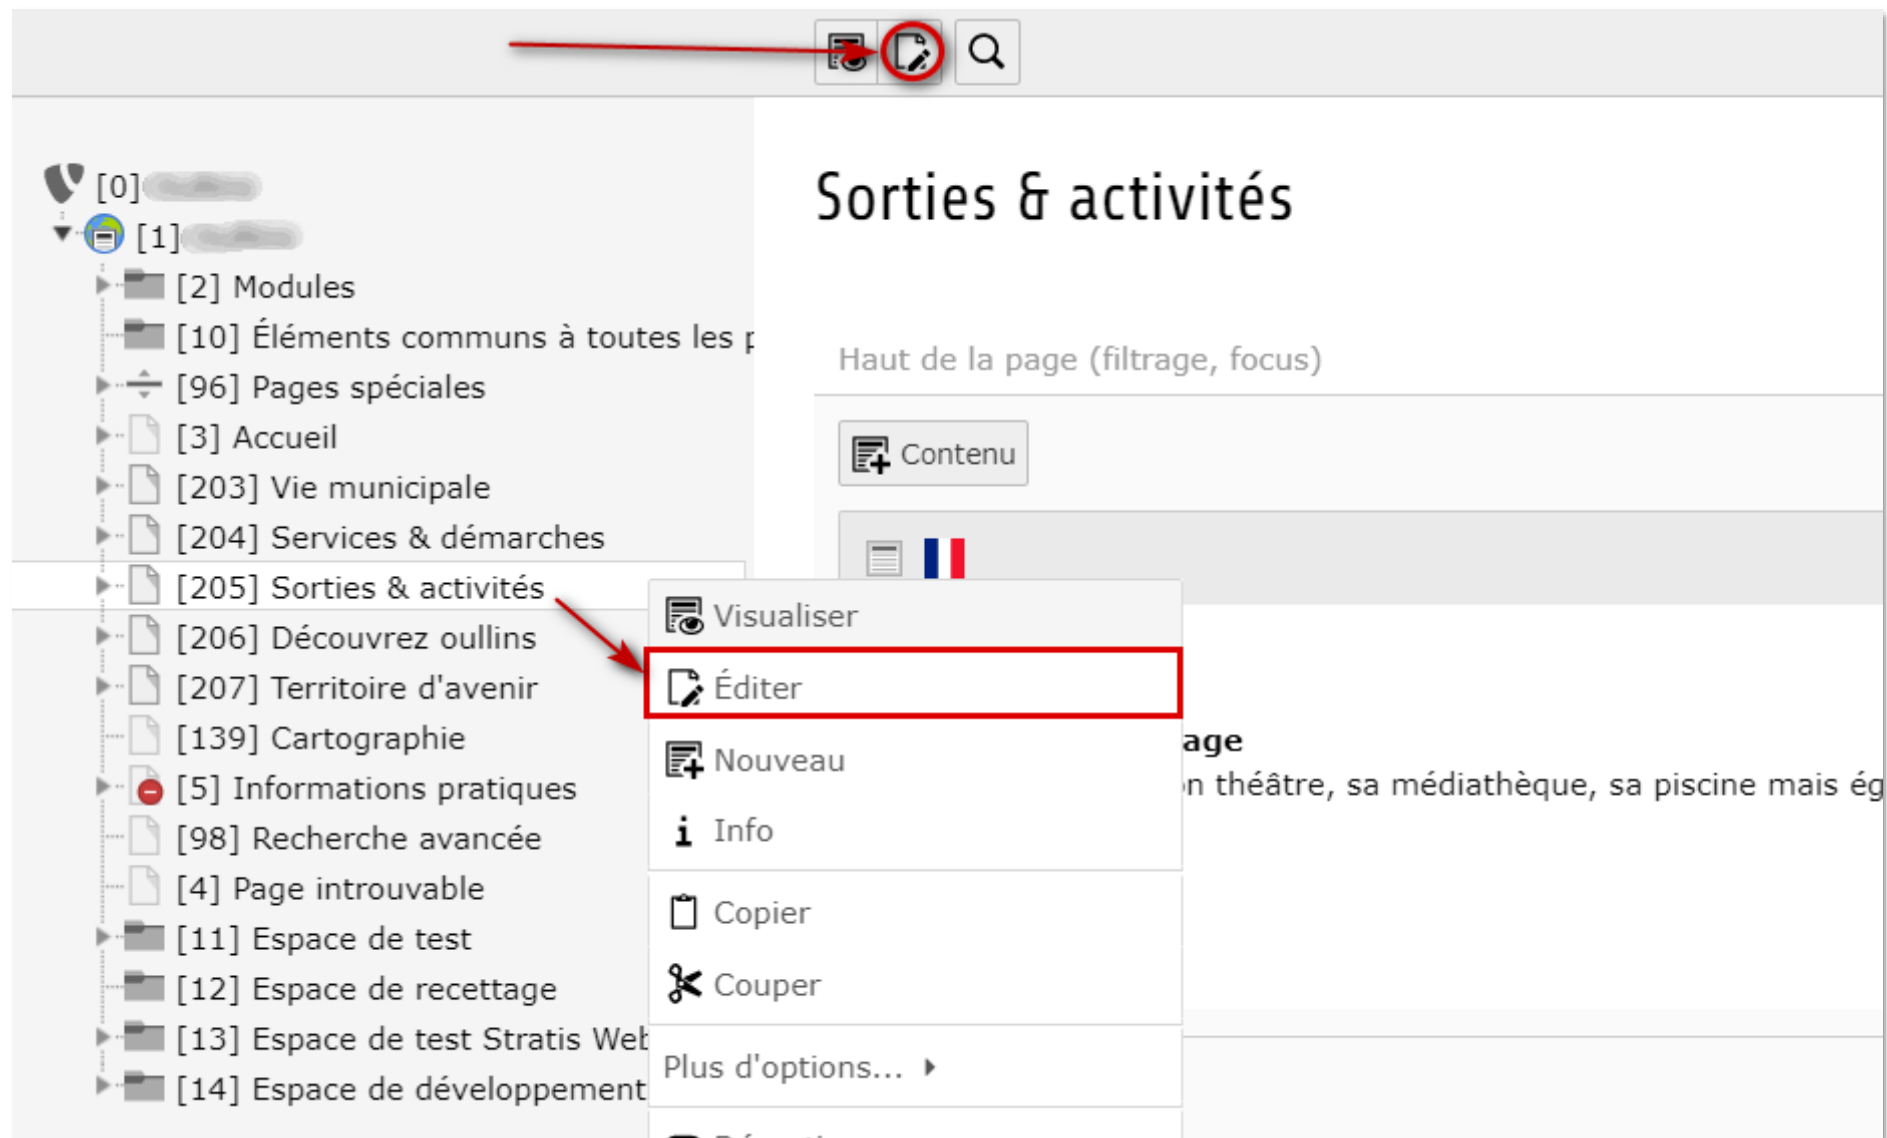 [0]
[1]
[2] Modules
[10] Éléments communs à toutes les
[96] Pages spéciales
[3] Accueil
[203] Vie municipale
[204] Services & démarches
[205] Sorties & activités
[206] Découvrez oullins
[207] Territoire d'avenir
[139] Cartographie
[5] Informations pratiques
[98] Recherche avancée
[4] Page introuvable
[11] Espace de test
[12] Espace de recettage
[13] Espace de test Stratis Web
[14] Espace de développement
Sorties & activités
Haut de la page (filtrage, focus)
Contenu
Visualiser
Éditer
Nouveau
Info
Copier
Couper
Plus d'options...
age
n théâtre, sa médiathèque, sa piscine mais ég